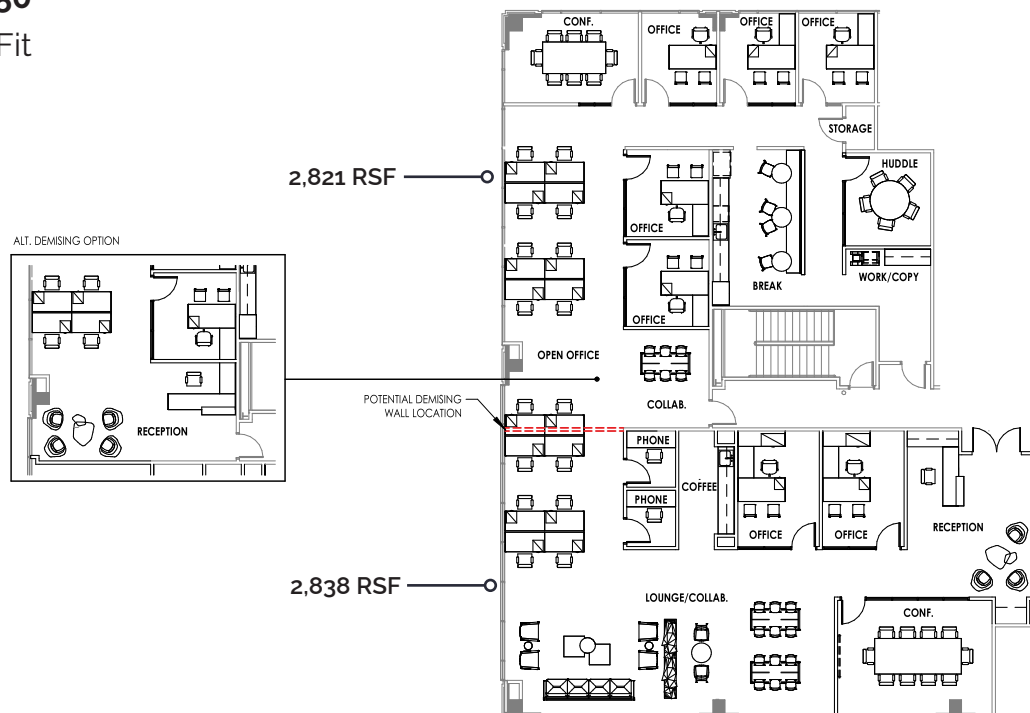 Fit
CONF.
OFFICE
OFFICE
OFFICE
STORAGE
2,821 RSF
HUDDLE
OFFICE
BREAK
WORK/COPY
OFFICE
ALT. DEMISING OPTION
RECEPTION
OPEN OFFICE
POTENTIAL DEMISING
WALL LOCATION
COLLAB.
PHONE
COFFEE
PHONE
OFFICE
OFFICE
RECEPTION
2,838 RSF
LOUNGE/COLLAB.
CONF.